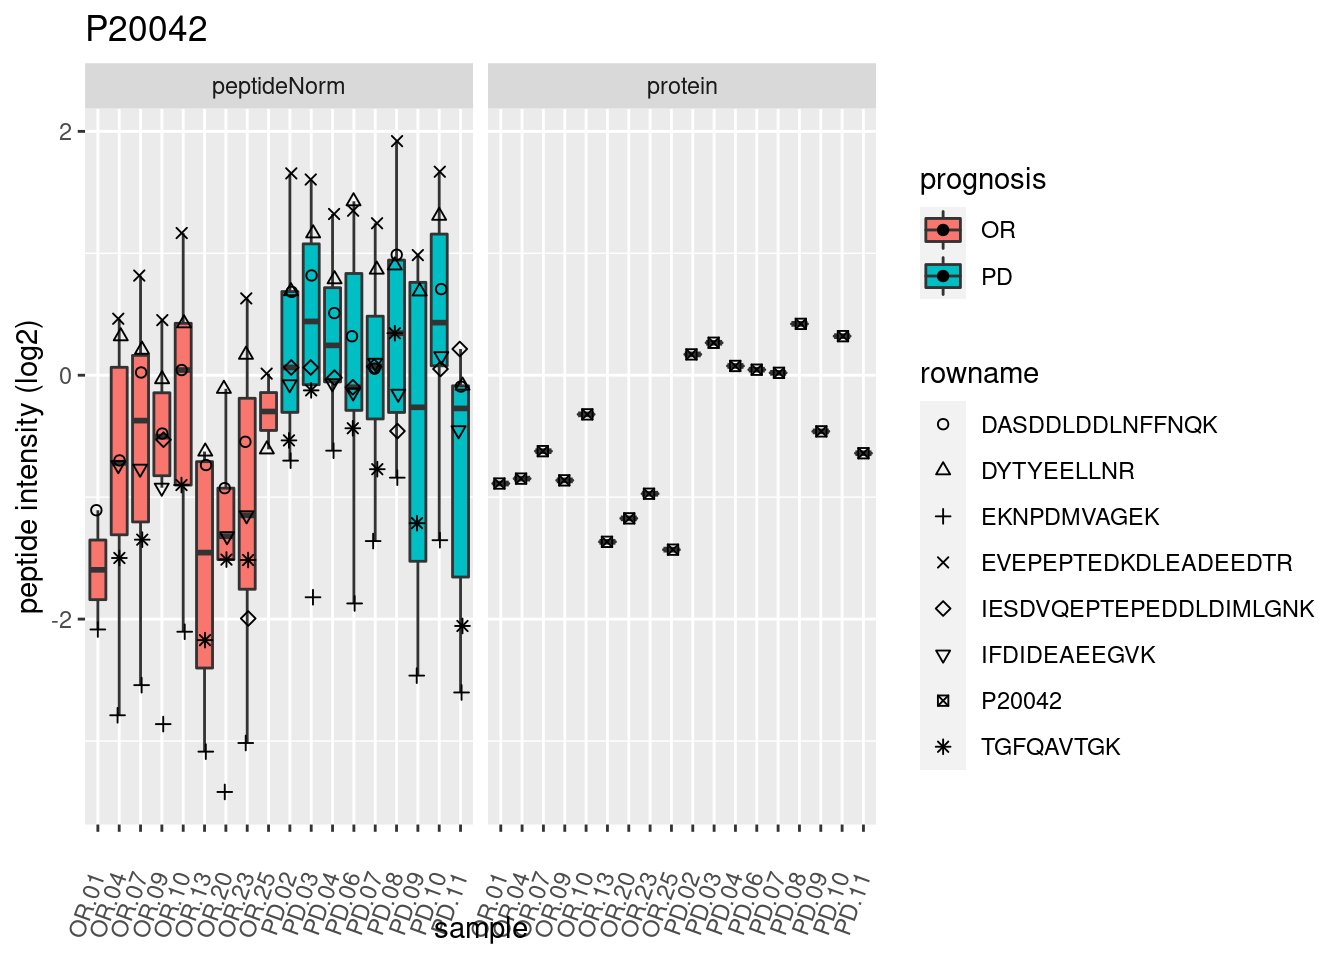 P20042
peptideNorm
protein
2
0
-2
peptide intensity (log2)
OR.01
OR.04
OR.07
OR.09
OR.10
OR.13
OR.20
OR.23
OR.25
PD.02
PD.03
PD.04
PD.06
PD.07
PD.08
PD.09
PD.10
PD.11
OR.01
OR.04
OR.07
OR.09
OR.10
OR.13
OR.20
OR.23
OR.25
PD.02
PD.03
PD.04
PD.06
PD.07
PD.08
PD.09
PD.10
PD.11
sample
prognosis
OR
PD
rowname
DASDDLDDLNFFNQK
DYTYEELLNR
EKNPDMVAGEK
EVEPEPTEDKDLEADEEDTR
IESDVQEPTEPEDDLDIMLGNK
IFDIDEAEEGVK
P20042
TGFQAVTGK